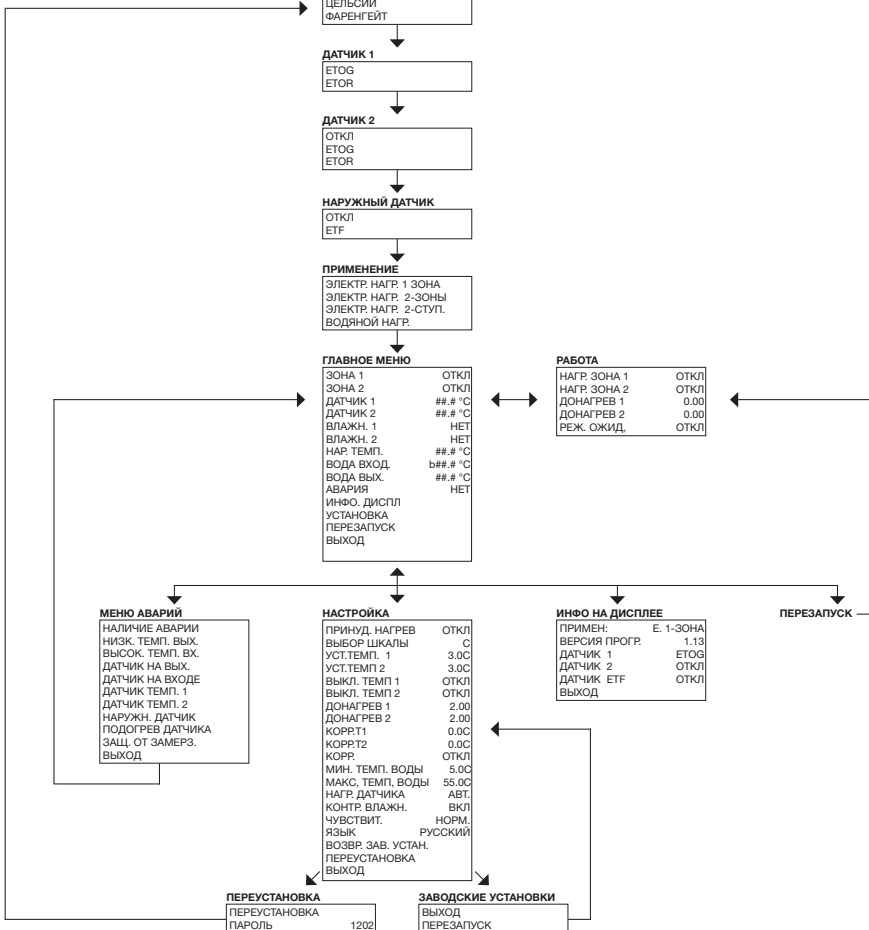 ЦЕЛЬСИЙ
ФАРЕНГЕЙТ
ДАТЧИК 1
ETOG
ETOR
ДАТЧИК 2
ОТКЛ
ETOG
ETOR
НАРУЖНЫЙ ДАТЧИК
ОТКЛ
ETF
ПРИМЕНЕНИЕ
ЭЛЕКТР. НАГР. 1 ЗОНА
ЭЛЕКТР. НАГР. 2-ЗОНЫ
ЭЛЕКТР. НАГР. 2-СТУП.
ВОДЯНОЙ НАГР.
ГЛАВНОЕ МЕНЮ
ЗОНА 1 ОТКЛ
ЗОНА 2 ОТКЛ
ДАТЧИК 1 ##.# °C
ДАТЧИК 2 ##.# °C
ВЛАЖН. 1 НЕТ
ВЛАЖН. 2 НЕТ
НАР. ТЕМП. ##.# °C
ВОДА ВХОД. b##.# °C
ВОДА ВЫХ. ##.# °C
АВАРИЯ НЕТ
ИНФО. ДИСПЛ
УСТАНОВКА
ПЕРЕЗАПУСК
ВЫХОД
РАБОТА
НАГР. ЗОНА 1 ОТКЛ
НАГР. ЗОНА 2 ОТКЛ
ДОНАГРЕВ 1 0.00
ДОНАГРЕВ 2 0.00
РЕЖ. ОЖИД, ОТКЛ
МЕНЮ АВАРИЙ
НАЛИЧИЕ АВАРИИ
НИЗК. ТЕМП. ВЫХ.
ВЫСОК. ТЕМП. ВХ.
ДАТЧИК НА ВЫХ.
ДАТЧИК НА ВХОДЕ
ДАТЧИК ТЕМП. 1
ДАТЧИК ТЕМП. 2
НАРУЖН. ДАТЧИК
ПОДОГРЕВ ДАТЧИКА
ЗАЩ. ОТ ЗАМЕРЗ.
ВЫХОД
НАСТРОЙКА
ПРИНУД. НАГРЕВ ОТКЛ
ВЫБОР ШКАЛЫ C
УСТ.ТЕМП. 1 3.0C
УСТ.ТЕМП 2 3.0C
ВЫКЛ. ТЕМП 1 ОТКЛ
ВЫКЛ. ТЕМП 2 ОТКЛ
ДОНАГРЕВ 1 2.00
ДОНАГРЕВ 2 2.00
КОРР.Т1 0.0C
КОРР.Т2 0.0C
КОРР. ОТКЛ
МИН. ТЕМП. ВОДЫ 5.0C
МАКС, ТЕМП, ВОДЫ 55.0C
НАГР. ДАТЧИКА АВТ.
КОНТР. ВЛАЖН. ВКЛ
ЧУВСТВИТ. НОРМ.
ЯЗЫК РУССКИЙ
ВОЗВР. ЗАВ. УСТАН.
ПЕРЕУСТАНОВКА
ВЫХОД
ИНФО НА ДИСПЛЕЕ
ПРИМЕН: Е. 1-ЗОНА
ВЕРСИЯ ПРОГР. 1.13
ДАТЧИК 1 ETOG
ДАТЧИК 2 ОТКЛ
ДАТЧИК ETF ОТКЛ
ВЫХОД
ПЕРЕЗАПУСК
ПЕРЕУСТАНОВКА
ПЕРЕУСТАНОВКА
ПАРОЛЬ 1202
ЗАВОДСКИЕ УСТАНОВКИ
ВЫХОД
ПЕРЕЗАПУСК